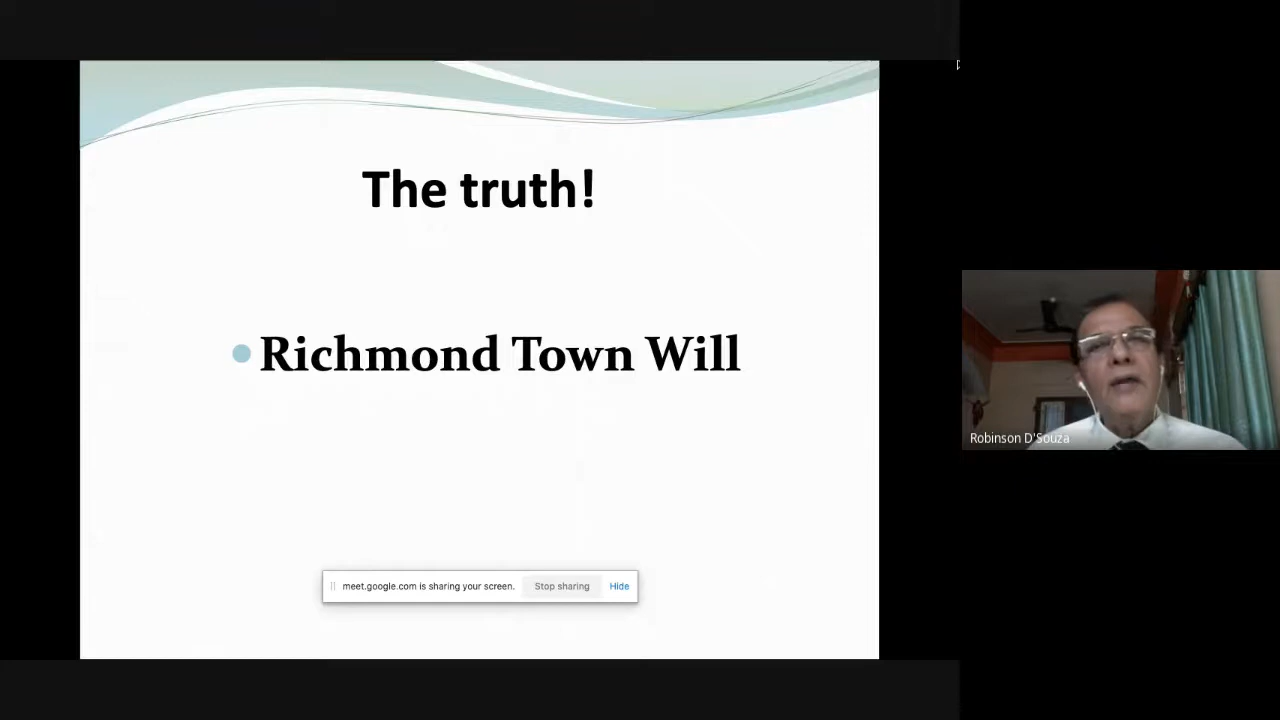 The truth!
Richmond Town Will
meet.google.com is sharing your screen. Stop sharing Hide
Robinson D'Souza